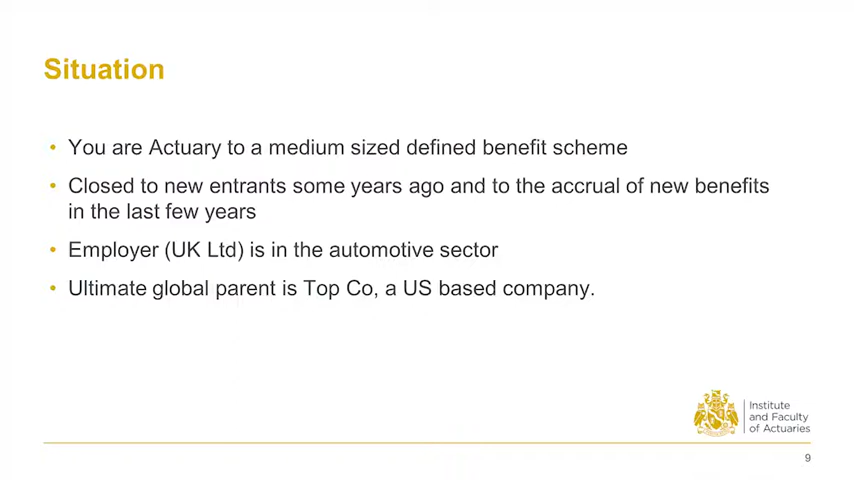 Situation
• You are Actuary to a medium sized defined benefit scheme
• Closed to new entrants some years ago and to the accrual of new benefits
in the last few years
• Employer (UK Ltd) is in the automotive sector
• Ultimate global parent is Top Co, a US based company.
Institute
and Faculty
of Actuaries
9